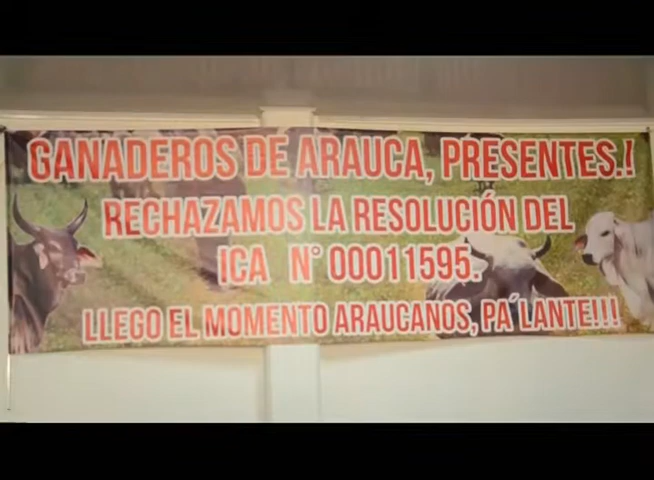 GANADEROS DE ARAUCA, PRESENTES.!
RECHAZAMOS LA RESOLUCIÓN DEL
ICA N° 00011595.
LLEGO EL MOMENTO ARAUCANOS, PA´LANTE!!!